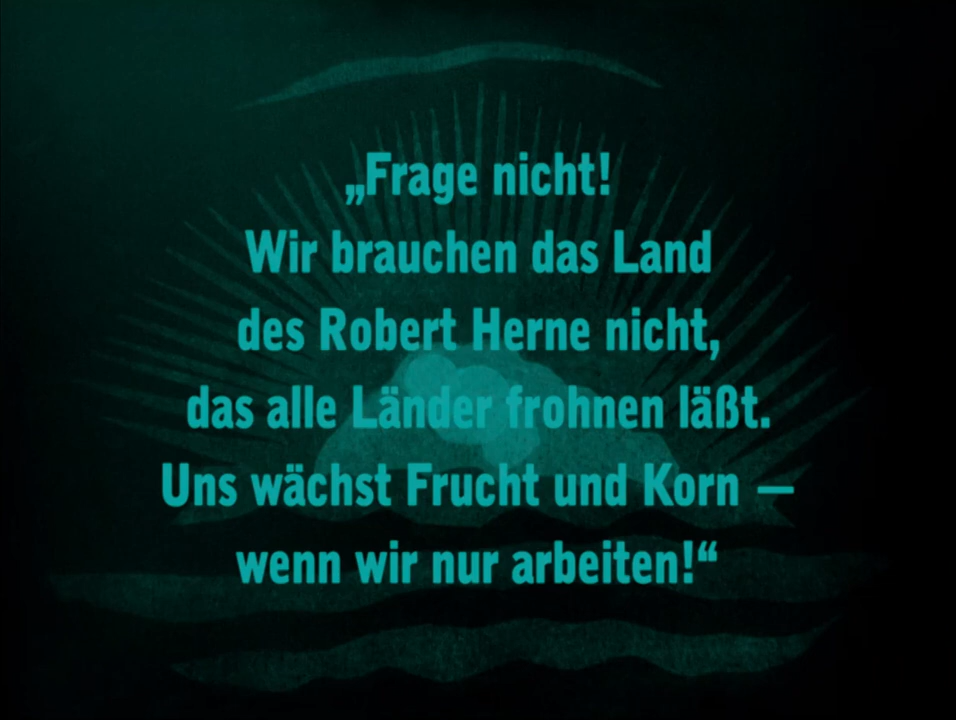 „Frage nicht!
Wir brauchen das Land
des Robert Herne nicht,
das alle Länder frohnen läßt.
Uns wächst Frucht und Korn —
wenn wir nur arbeiten!“